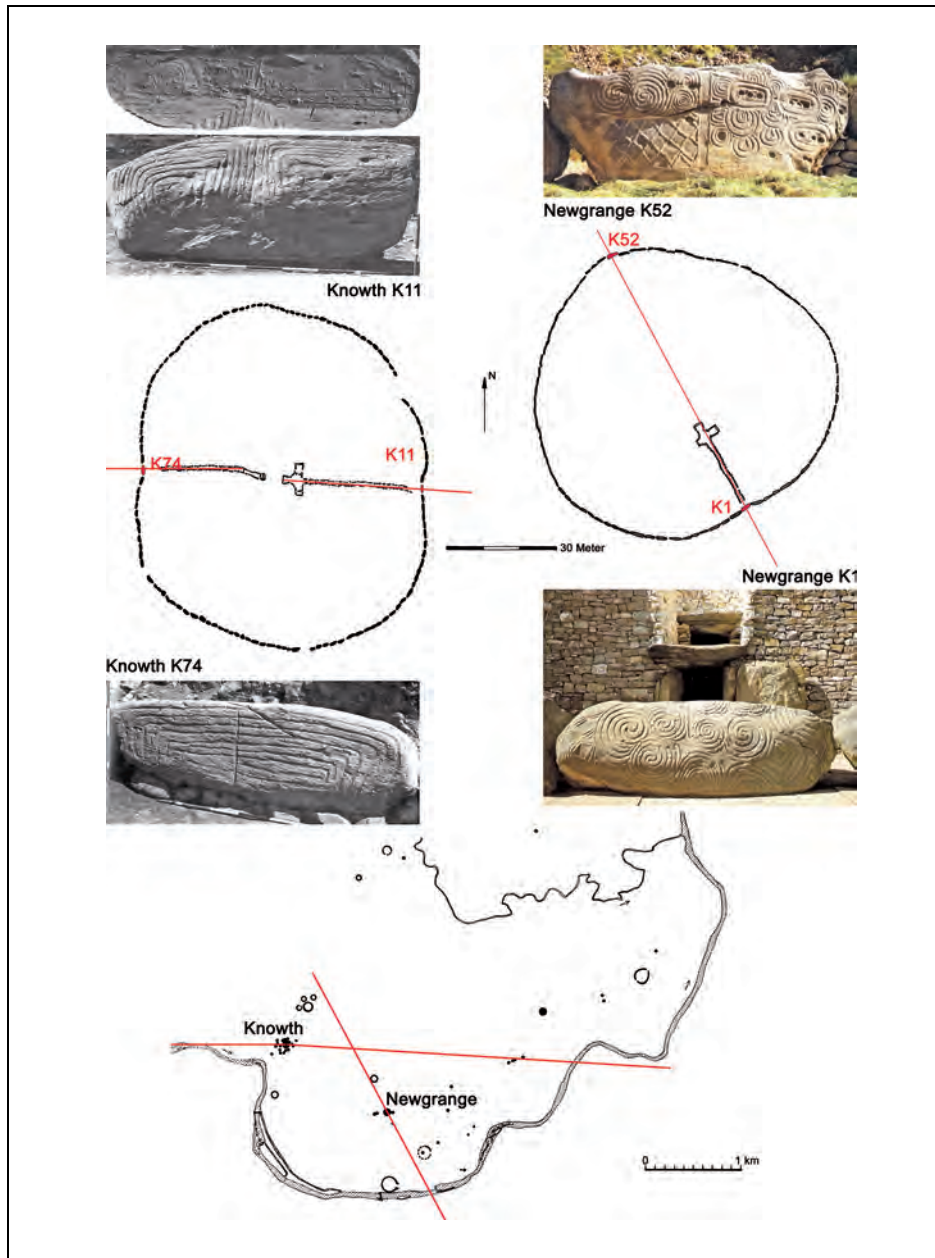 Newgrange K52
K52
Knowth K11
N
K74
K11
K1
30 Meter
Newgrange K1
Knowth K74
Knowth
Newgrange
0 1 km